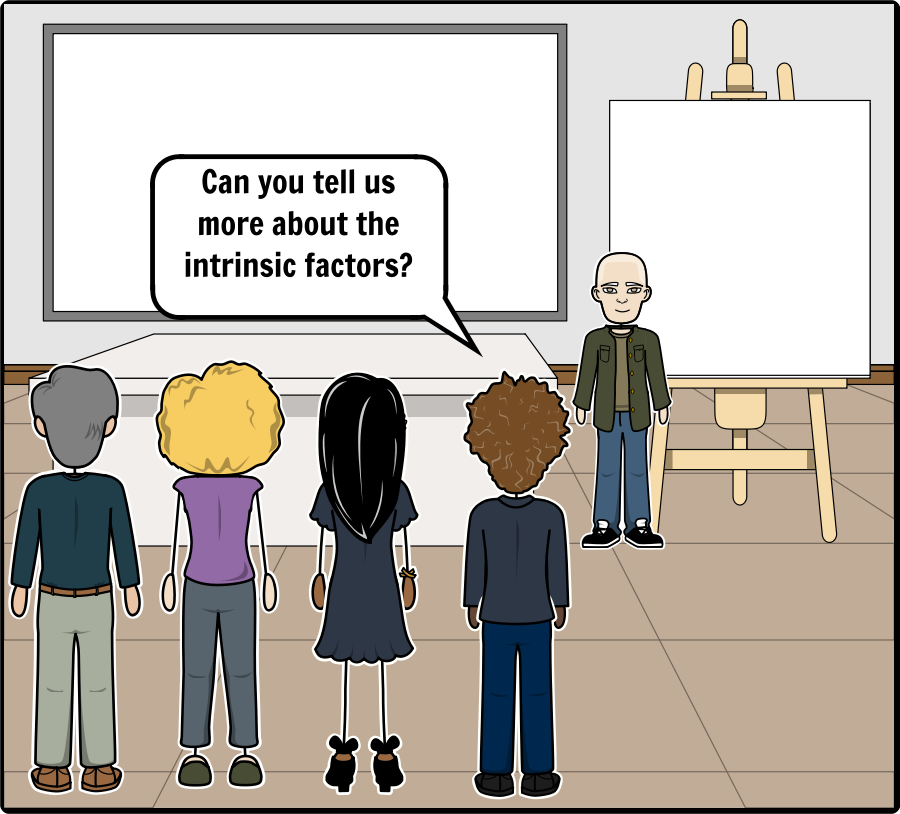 Can you tell us
more about the
intrinsic factors?